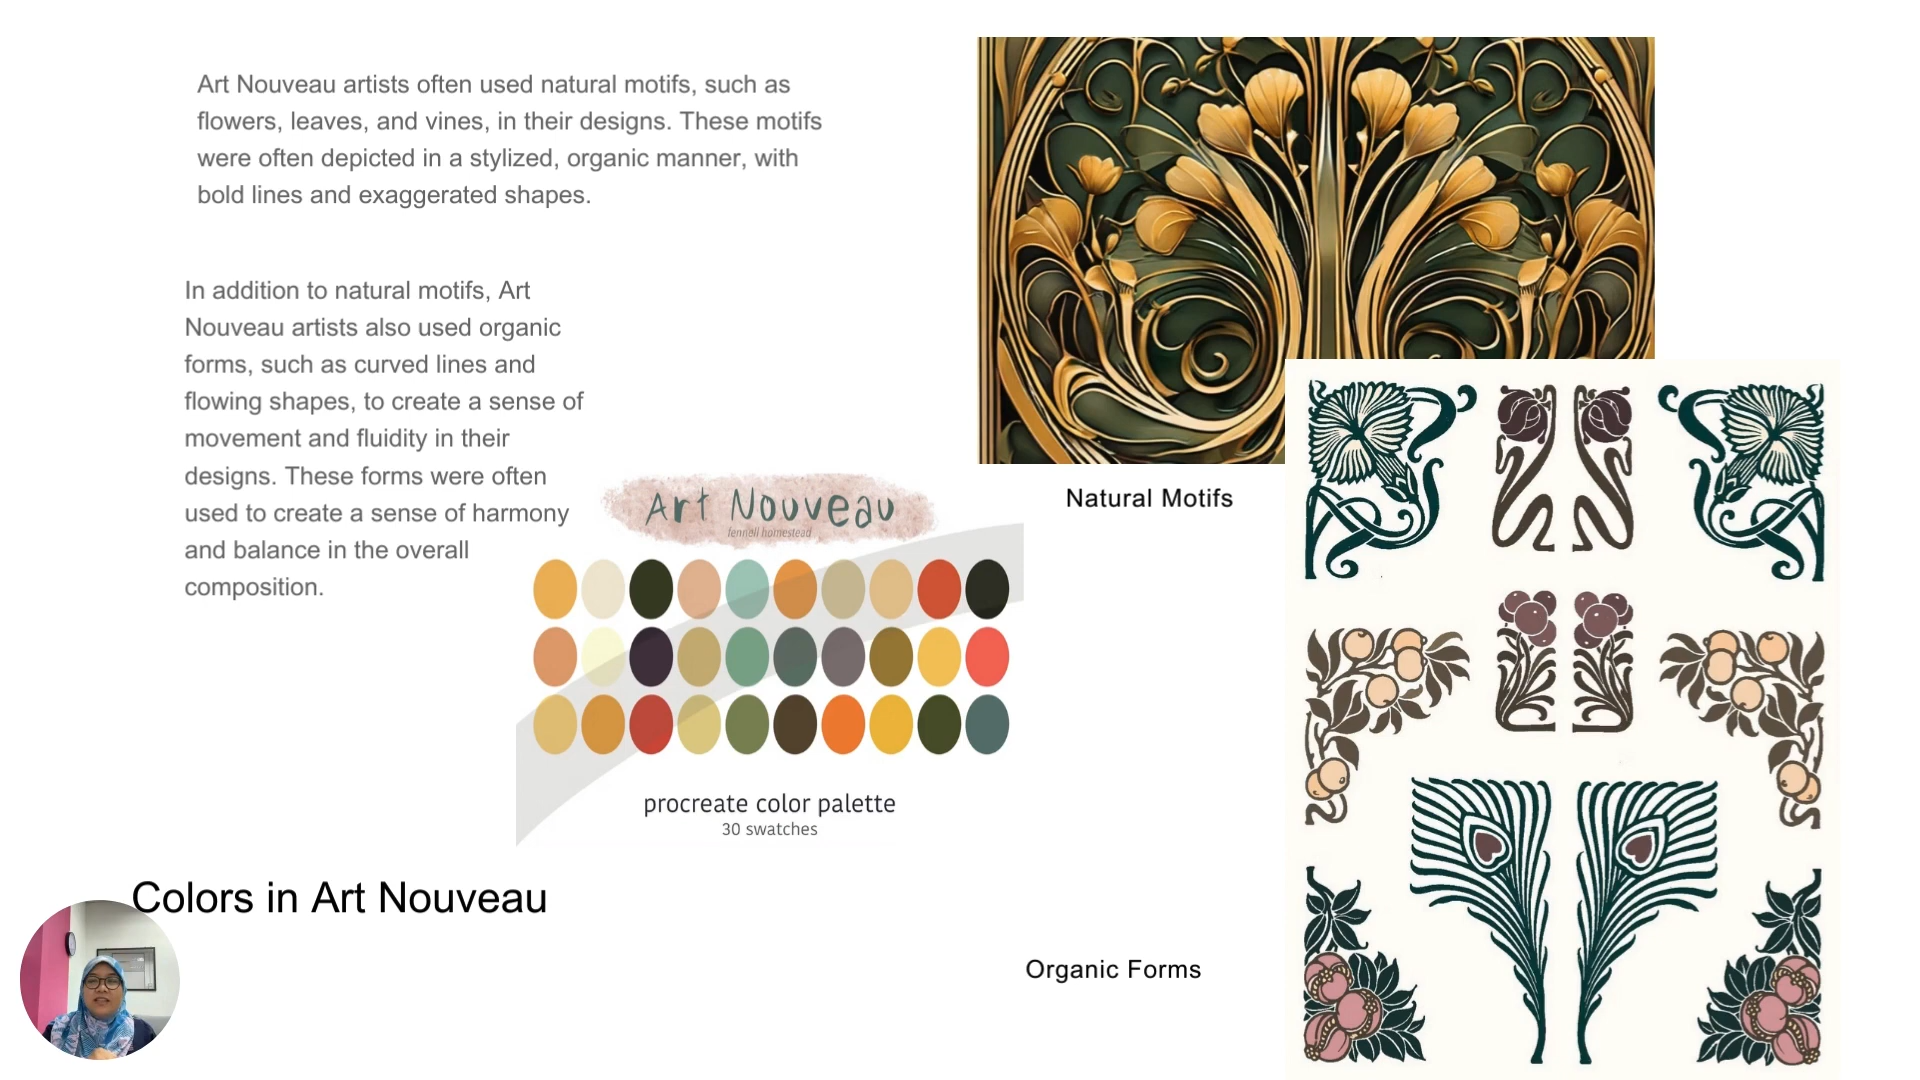 Art Nouveau artists often used natural motifs, such as
flowers, leaves, and vines, in their designs. These motifs
were often depicted in a stylized, organic manner, with
bold lines and exaggerated shapes.
In addition to natural motifs, Art
Nouveau artists also used organic
forms, such as curved lines and
flowing shapes, to create a sense of
movement and fluidity in their
designs. These forms were often
used to create a sense of harmony
and balance in the overall
composition.
Art Nouveau
fennell homestead
procreate color palette
30 swatches
Natural Motifs
Colors in Art Nouveau
Organic Forms